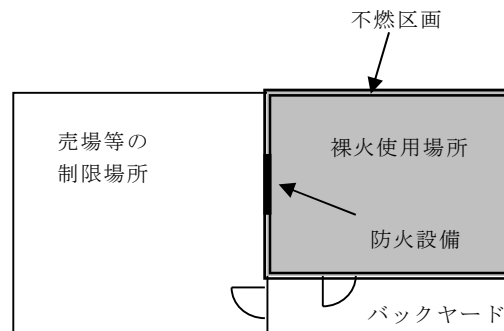 不燃区画
売場等の
制限場所
裸火使用場所
防火設備
バックヤード